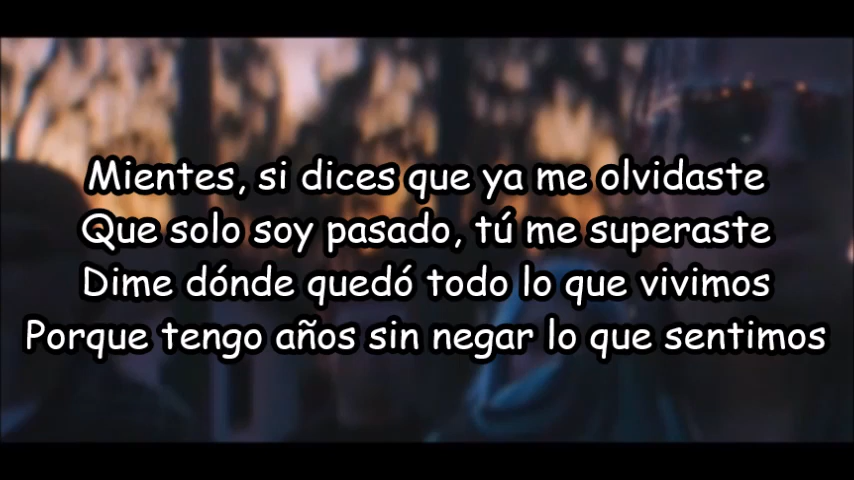 Mientes, si dices que ya me olvidaste
Que solo soy pasado, tú me superaste
Dime dónde quedó todo lo que vivimos
Porque tengo años sin negar lo que sentimos